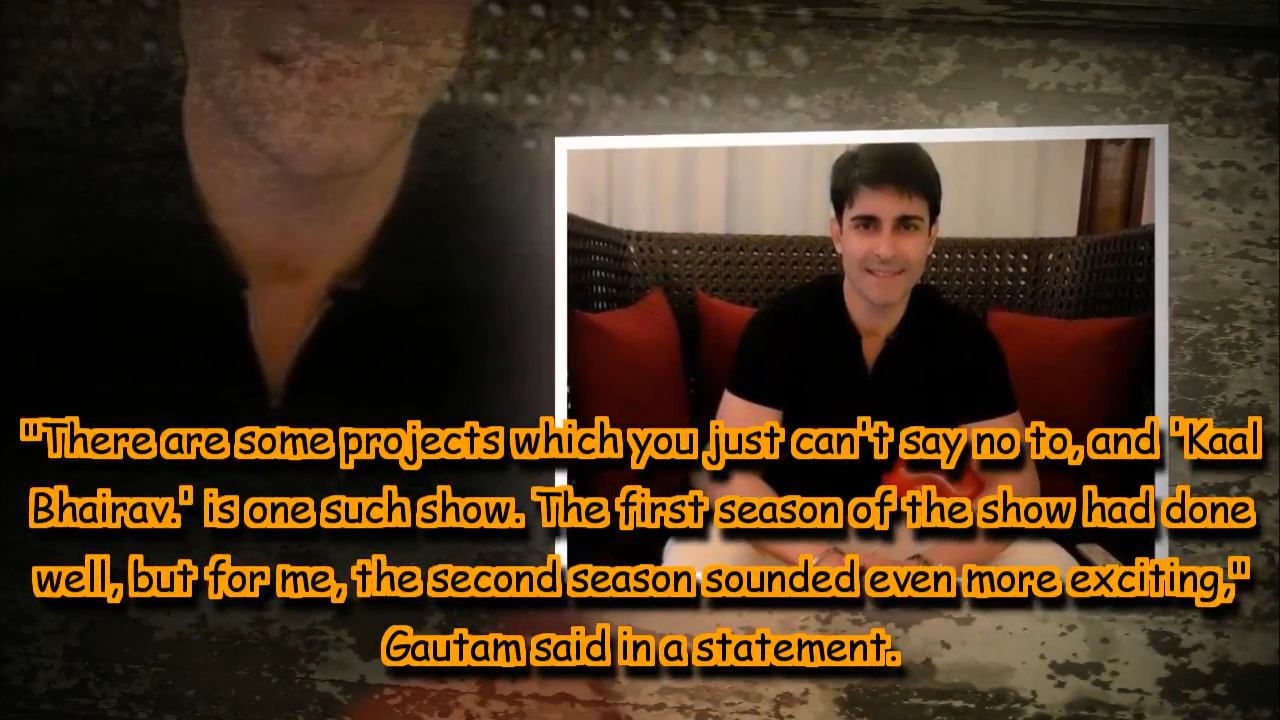 "There are some projects which you just can't say no to, and 'Kaal
Bhairav.' is one such show. The first season of the show had done
well, but for me, the second season sounded even more exciting,"
Gautam said in a statement.